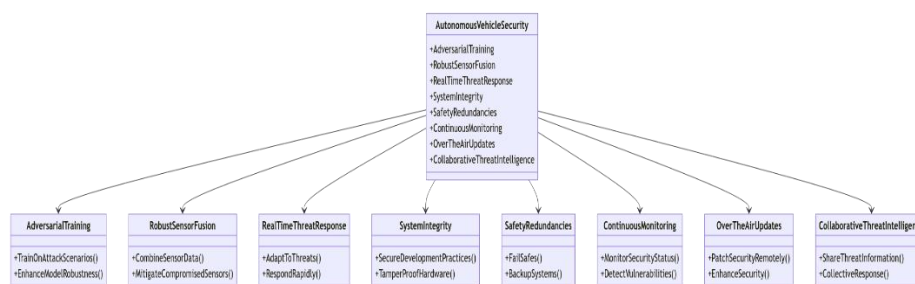 AutonomousVehicleSecurity
+AdversarialTraining
+RobustSensorFusion
+RealTimeThreatResponse
+SystemIntegrity
+SafetyRedundancies
+ContinuousMonitoring
+OverTheAirUpdates
+CollaborativeThreatIntelligence
AdversarialTraining
+TrainOnAttackScenarios()
+EnhanceModelRobustness()
RobustSensorFusion
+CombineSensorData()
+MitigateCompromisedSensors()
RealTimeThreatResponse
+AdaptToThreats()
+RespondRapidly()
SystemIntegrity
+SecureDevelopmentPractices()
+TamperProofHardware()
SafetyRedundancies
+FailSafes()
+BackupSystems()
ContinuousMonitoring
+MonitorSecurityStatus()
+DetectVulnerabilities()
OverTheAirUpdates
+PatchSecurityRemotely()
+EnhanceSecurity()
CollaborativeThreatIntelligen
+ShareThreatInformation()
+CollectiveResponse()